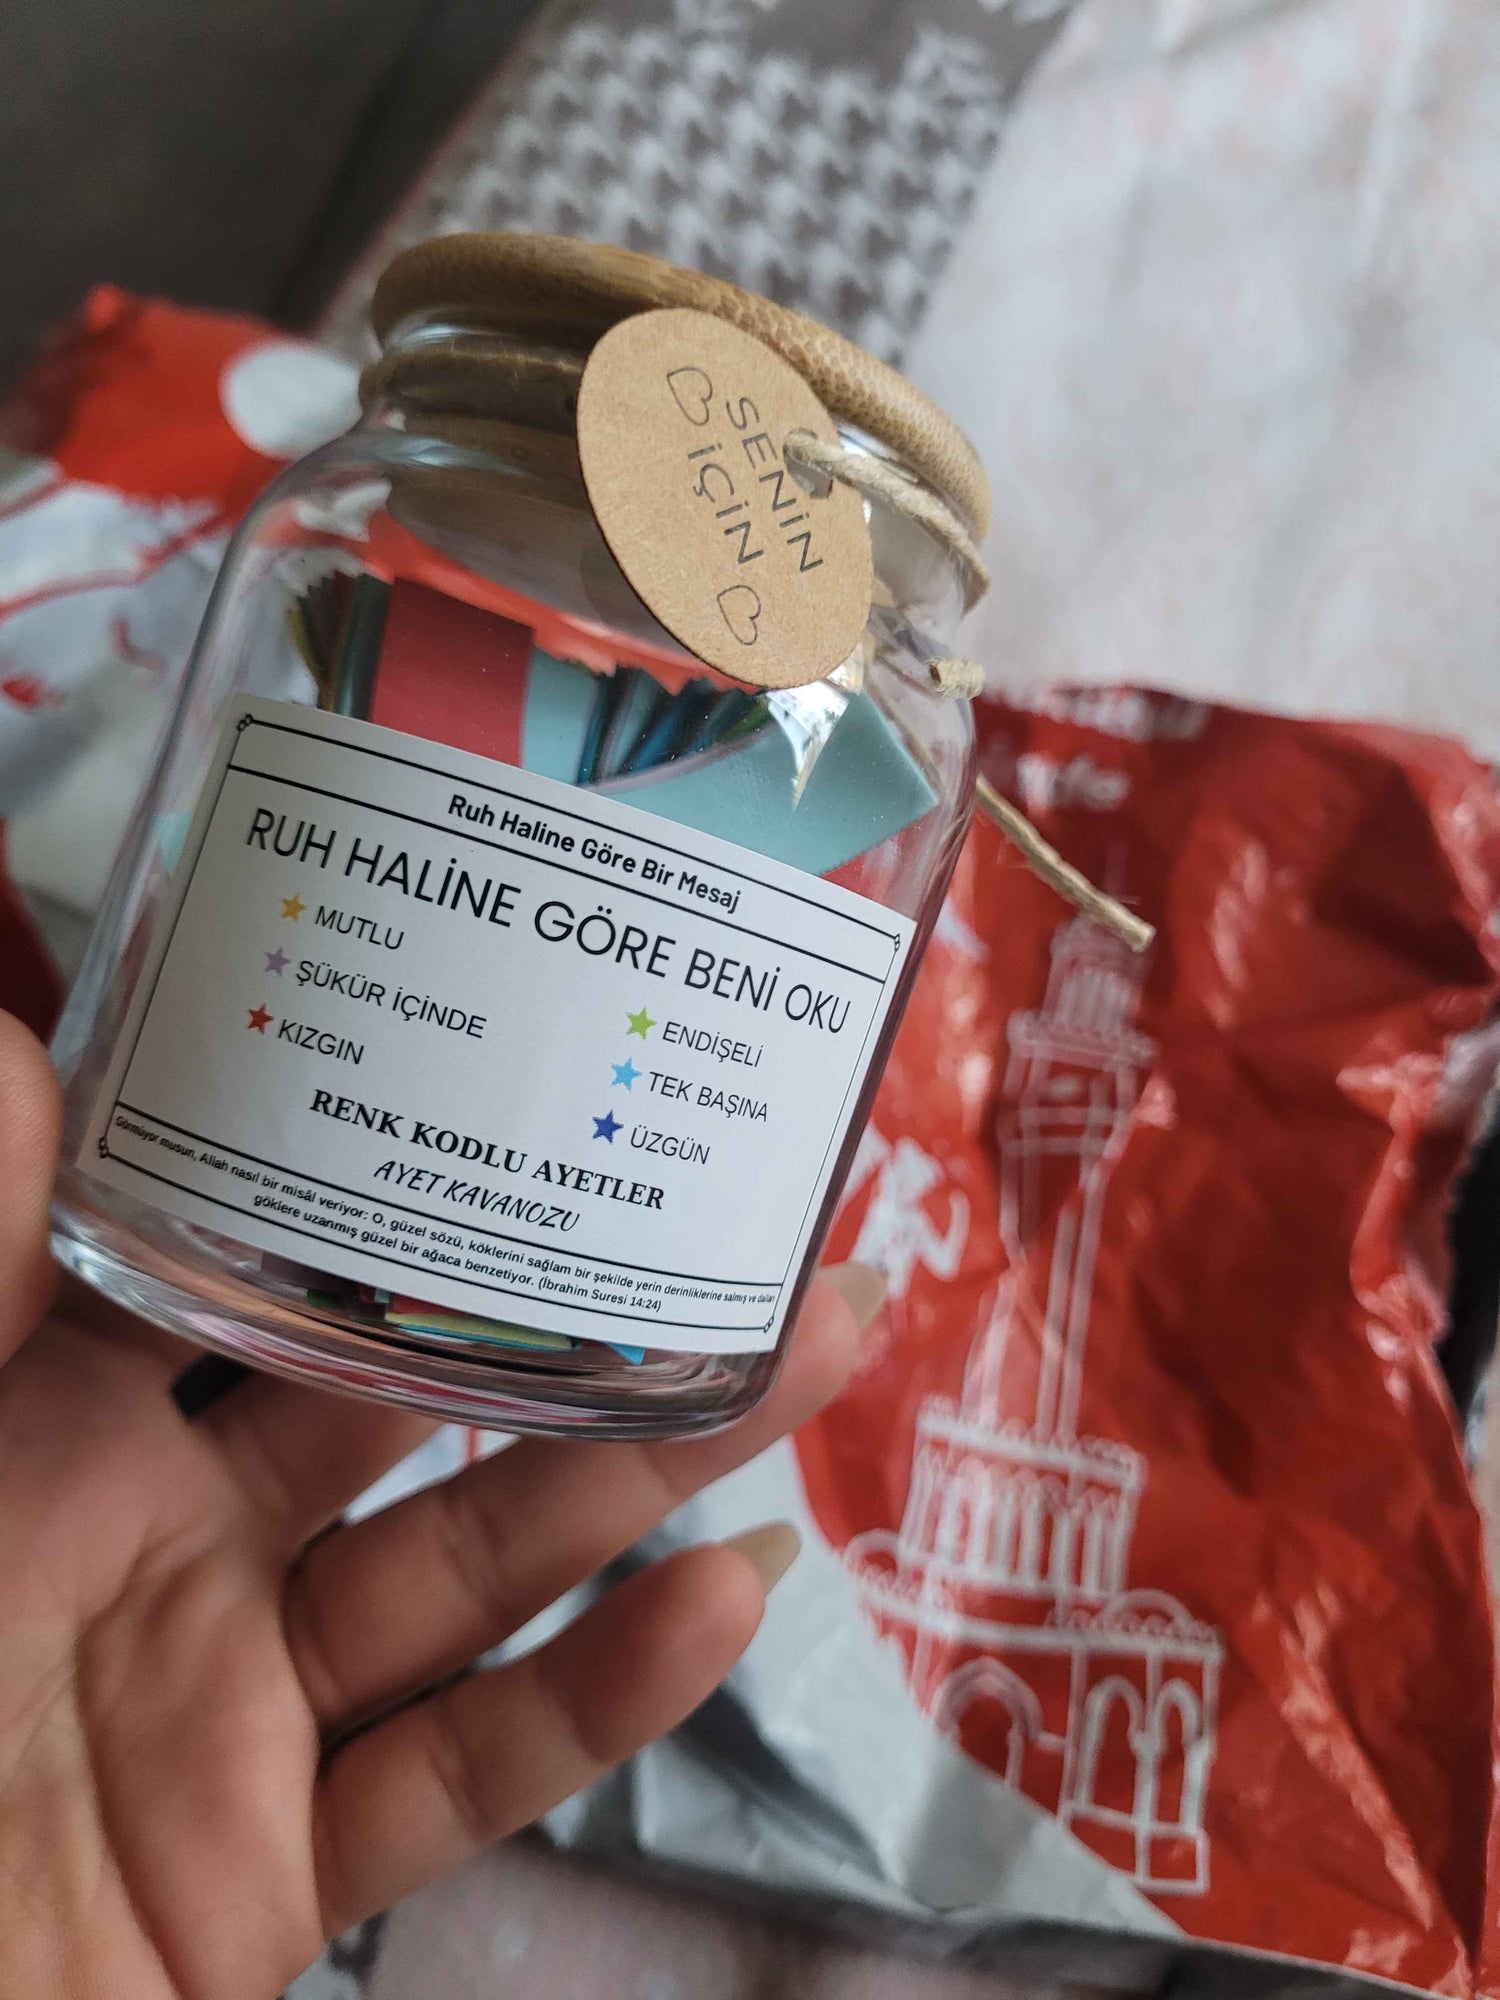 SENİN
İÇİN
Ruh Haline Göre Bir Mesaj
RUH HALİNE GÖRE BENİ OKU
MUTLU
ŞÜKÜR İÇİNDE
KIZGIN
ENDİŞELİ
TEK BAŞINA
ÜZGÜN
RENK KODLU AYETLER
AYET KAVANOZU
Görmüyor musun, Allah nasıl bir misâl veriyor: O, güzel sözü, köklerini sağlam bir şekilde yerin derinliklerine salmış ve dalları
göklere uzanmış güzel bir ağaca benzetiyor. (İbrahim Suresi 14:24)